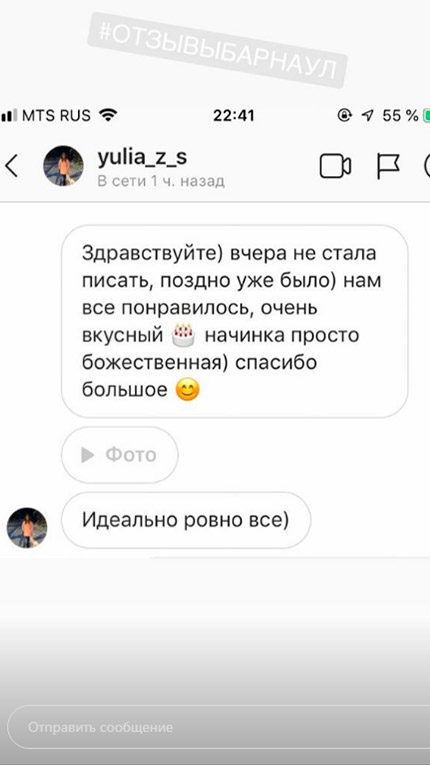 #ОТЗЫВЫБАРНАУЛ
MTS RUS 22:41 55 %
yulia_z_s
В сети 1 ч. назад
Здравствуйте) вчера не стала
писать, поздно уже было) нам
все понравилось, очень
вкусный 🎂 начинка просто
божественная) спасибо
большое 😊
Фото
Идеально ровно все)
Отправить сообщение